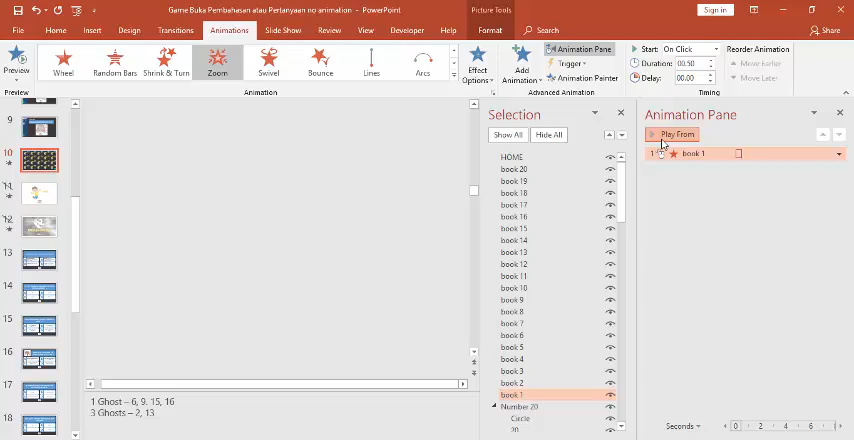 Game Buka Pembahasan atau Pertanyaan no animation - PowerPoint
Picture Tools
Sign in
File Home Insert Design Transitions Animations Slide Show Review View Developer Help Format Search Share
Preview
Wheel Random Bars Shrink & Turn Zoom Swivel Bounce Lines Arcs
Effect Options
Add Animation
Animation Pane
Trigger
Animation Painter
Start: On Click
Duration: 00.50
Delay: 00.00
Reorder Animation
Move Earlier
Move Later
Preview Animation Advanced Animation Timing
9
10
11
12
13
14
15
16
17
18
1 Ghost – 6, 9. 15, 16
3 Ghosts – 2, 13
Selection
Show All Hide All
HOME
book 20
book 19
book 18
book 17
book 16
book 15
book 14
book 13
book 12
book 11
book 10
book 9
book 8
book 7
book 6
book 5
book 4
book 3
book 2
book 1
Number 20
Circle
20
Animation Pane
Play From
1 book 1
Seconds 0 2 4 6